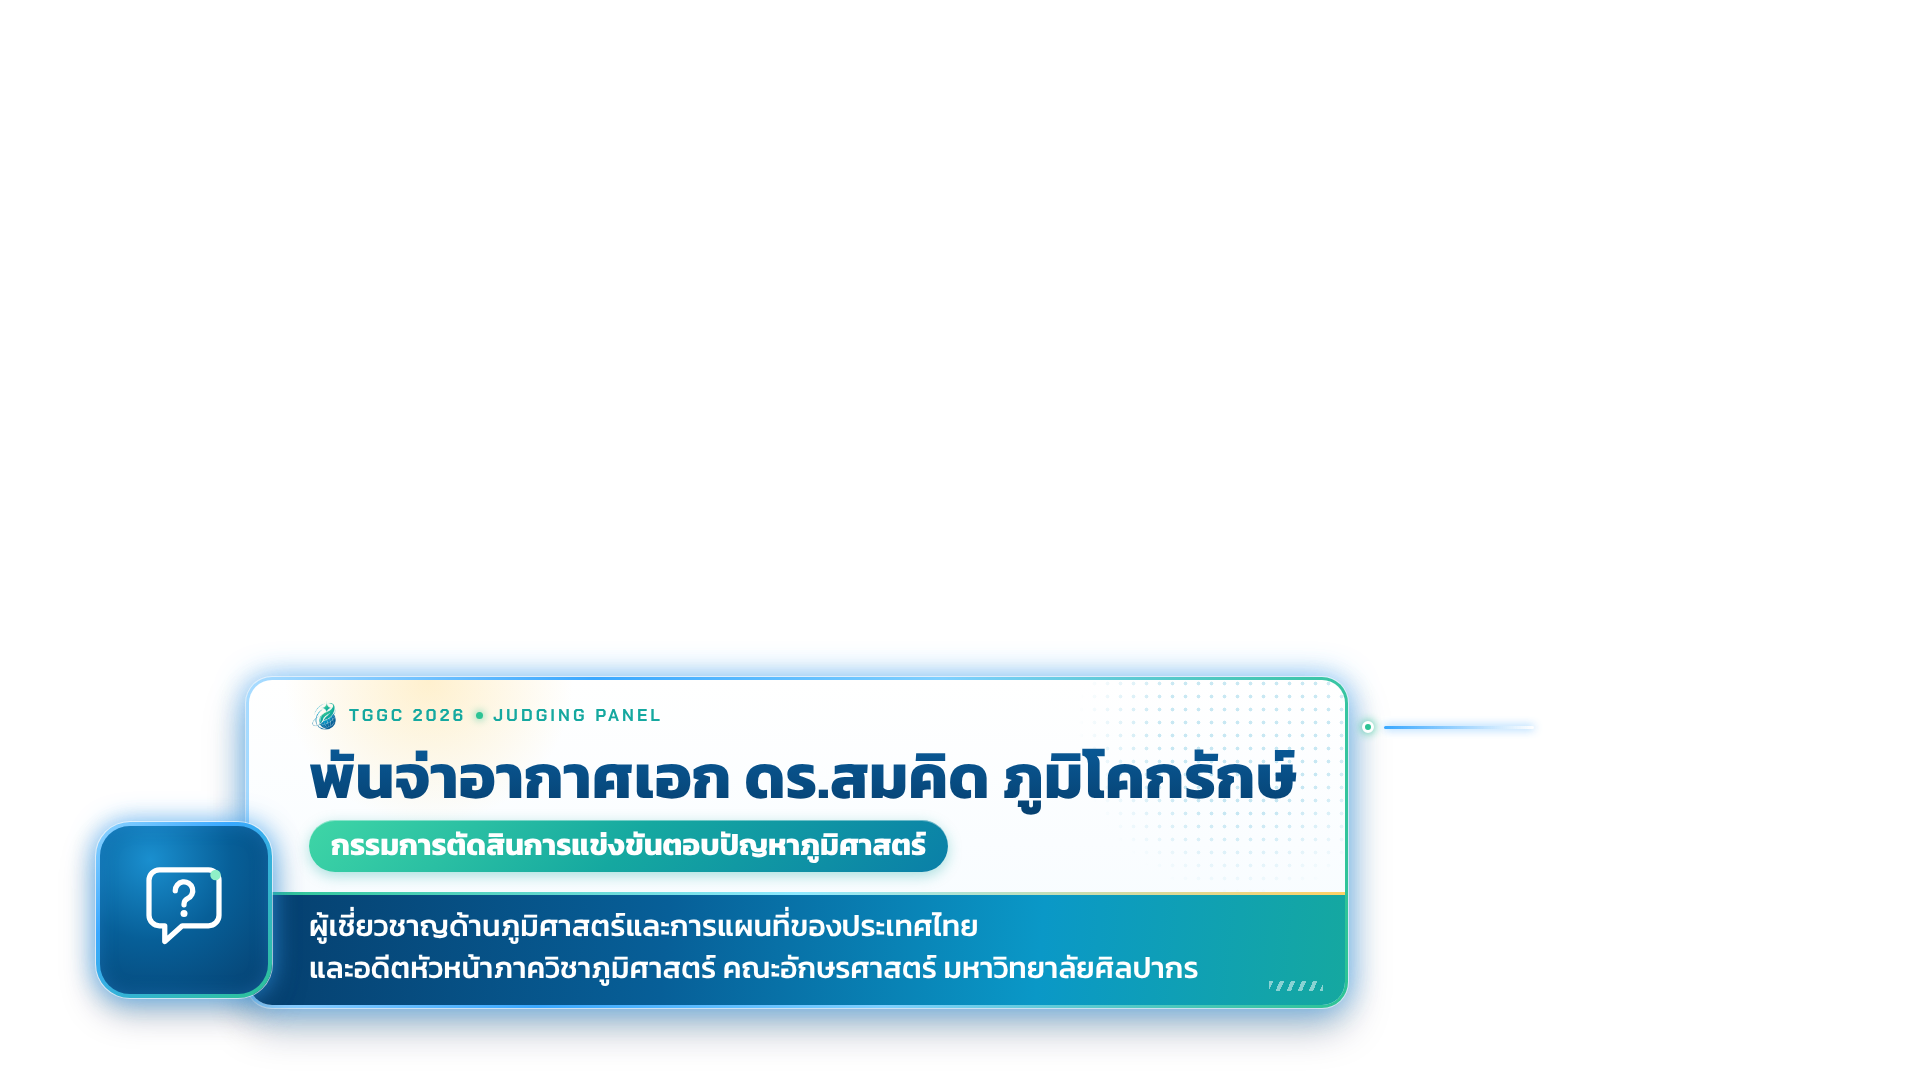 TGGC 2026 • JUDGING PANEL
พันจ่าอากาศเอก ดร.สมคิด ภูมิโคกรักษ์
กรรมการตัดสินการแข่งขันตอบปัญหาภูมิศาสตร์
ผู้เชี่ยวชาญด้านภูมิศาสตร์และการแผนที่ของประเทศไทย
และอดีตหัวหน้าภาควิชาภูมิศาสตร์ คณะอักษรศาสตร์ มหาวิทยาลัยศิลปากร